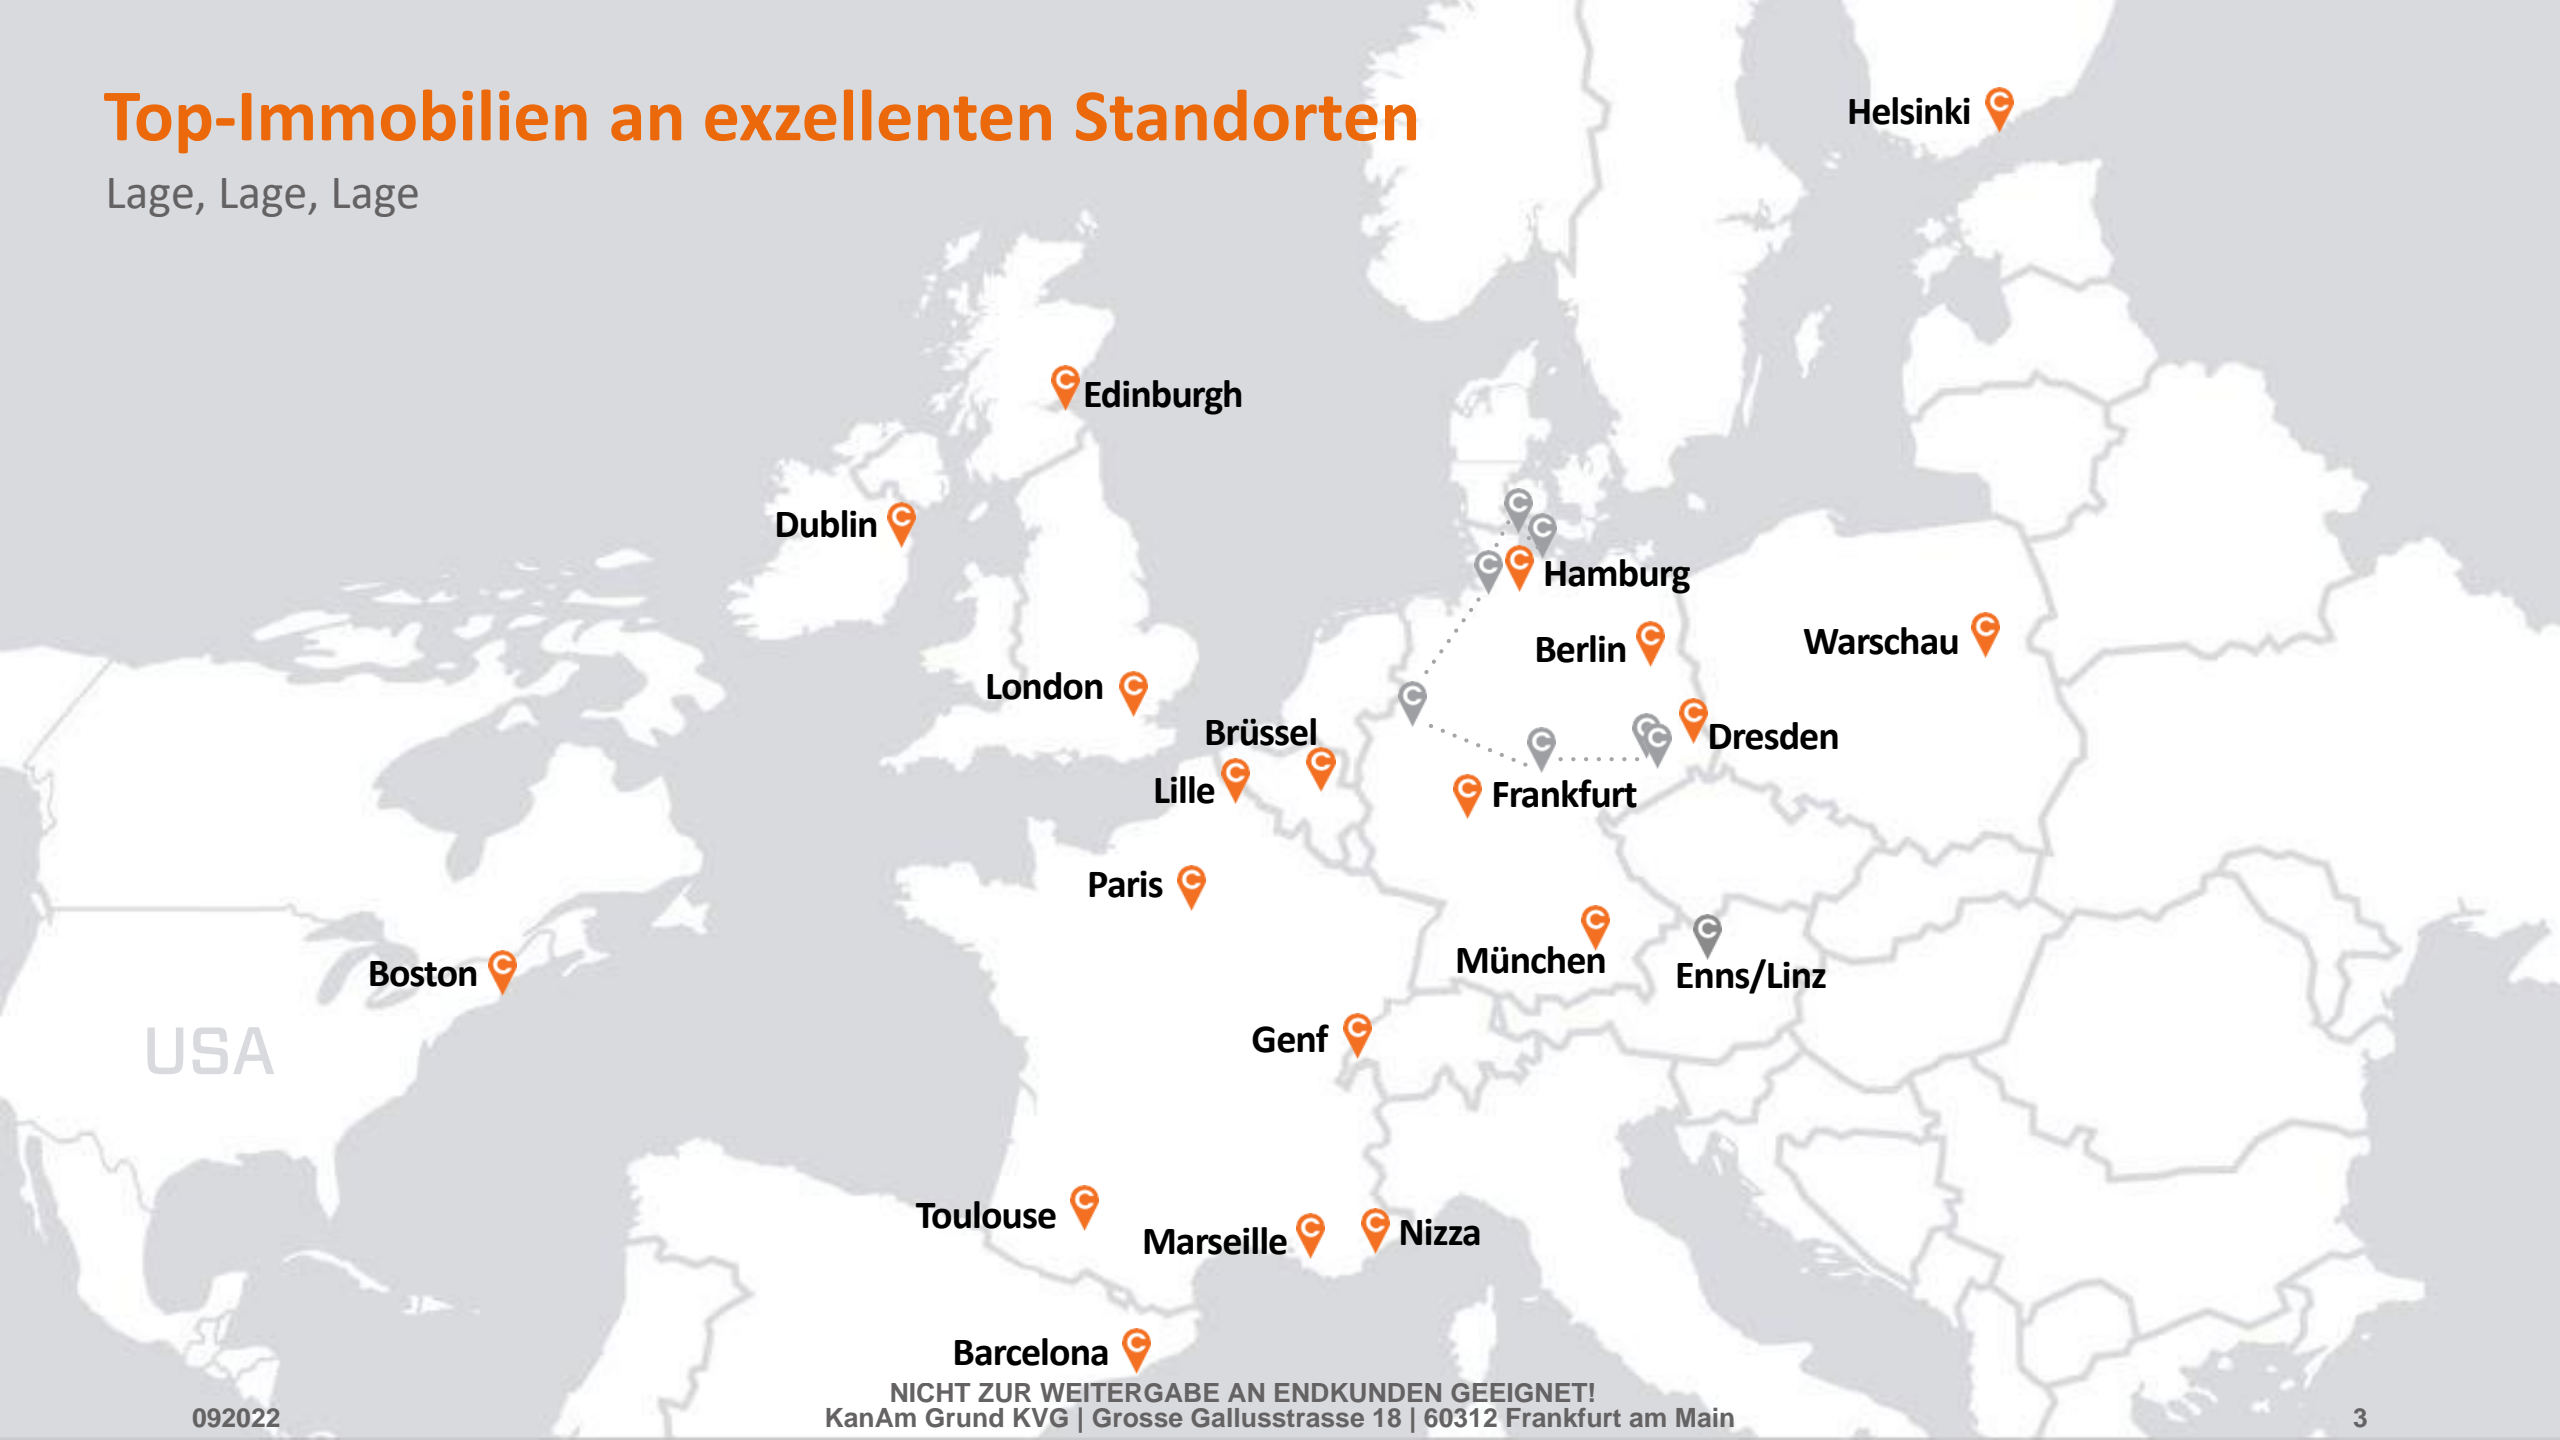 Top-Immobilien an exzellenten Standorten
Lage, Lage, Lage
Helsinki
Edinburgh
Dublin
Hamburg
Berlin
Warschau
London
Brüssel
Dresden
Lille
Frankfurt
Paris
München
Boston
Enns/Linz
Genf
USA
Toulouse
Marseille
Nizza
Barcelona
NICHT ZUR WEITERGABE AN ENDKUNDEN GEEIGNET!
092022
KanAm Grund KVG | Grosse Gallusstrasse 18 | 60312 Frankfurt am Main
3